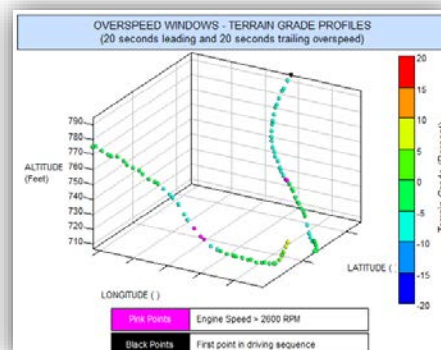 OVERSPEED WINDOWS - TERRAIN GRADE PROFILES
(20 seconds leading and 20 seconds trailing overspeed)
790
780
770
760
750
740
730
720
710
ALTITUDE
(Feet)
LONGITUDE ( )
LATITUDE ( )
20
15
10
5
0
-5
-10
-15
-20
Pink Points
Engine Speed > 2600 RPM
Black Points
First point in driving sequence